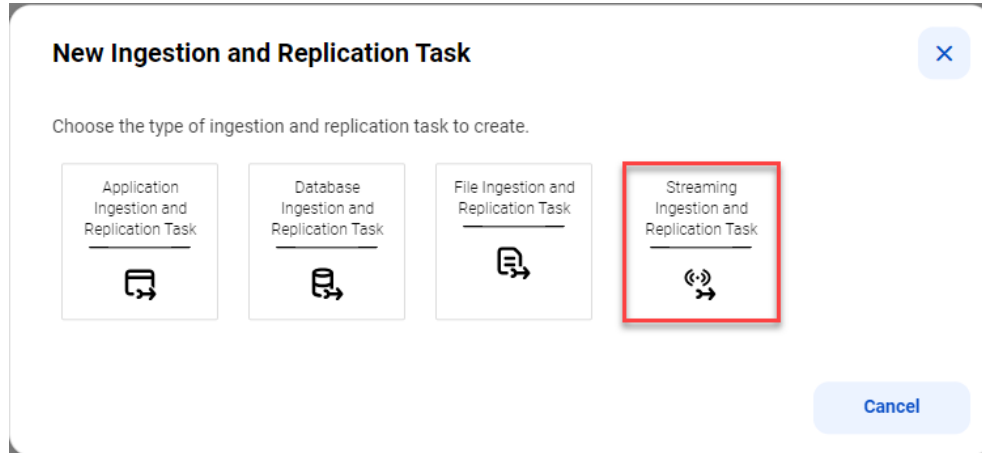 New Ingestion and Replication Task
Choose the type of ingestion and replication task to create.
Application
Ingestion and
Replication Task
Database
Ingestion and
Replication Task
File Ingestion and
Replication Task
Streaming
Ingestion and
Replication Task
Cancel